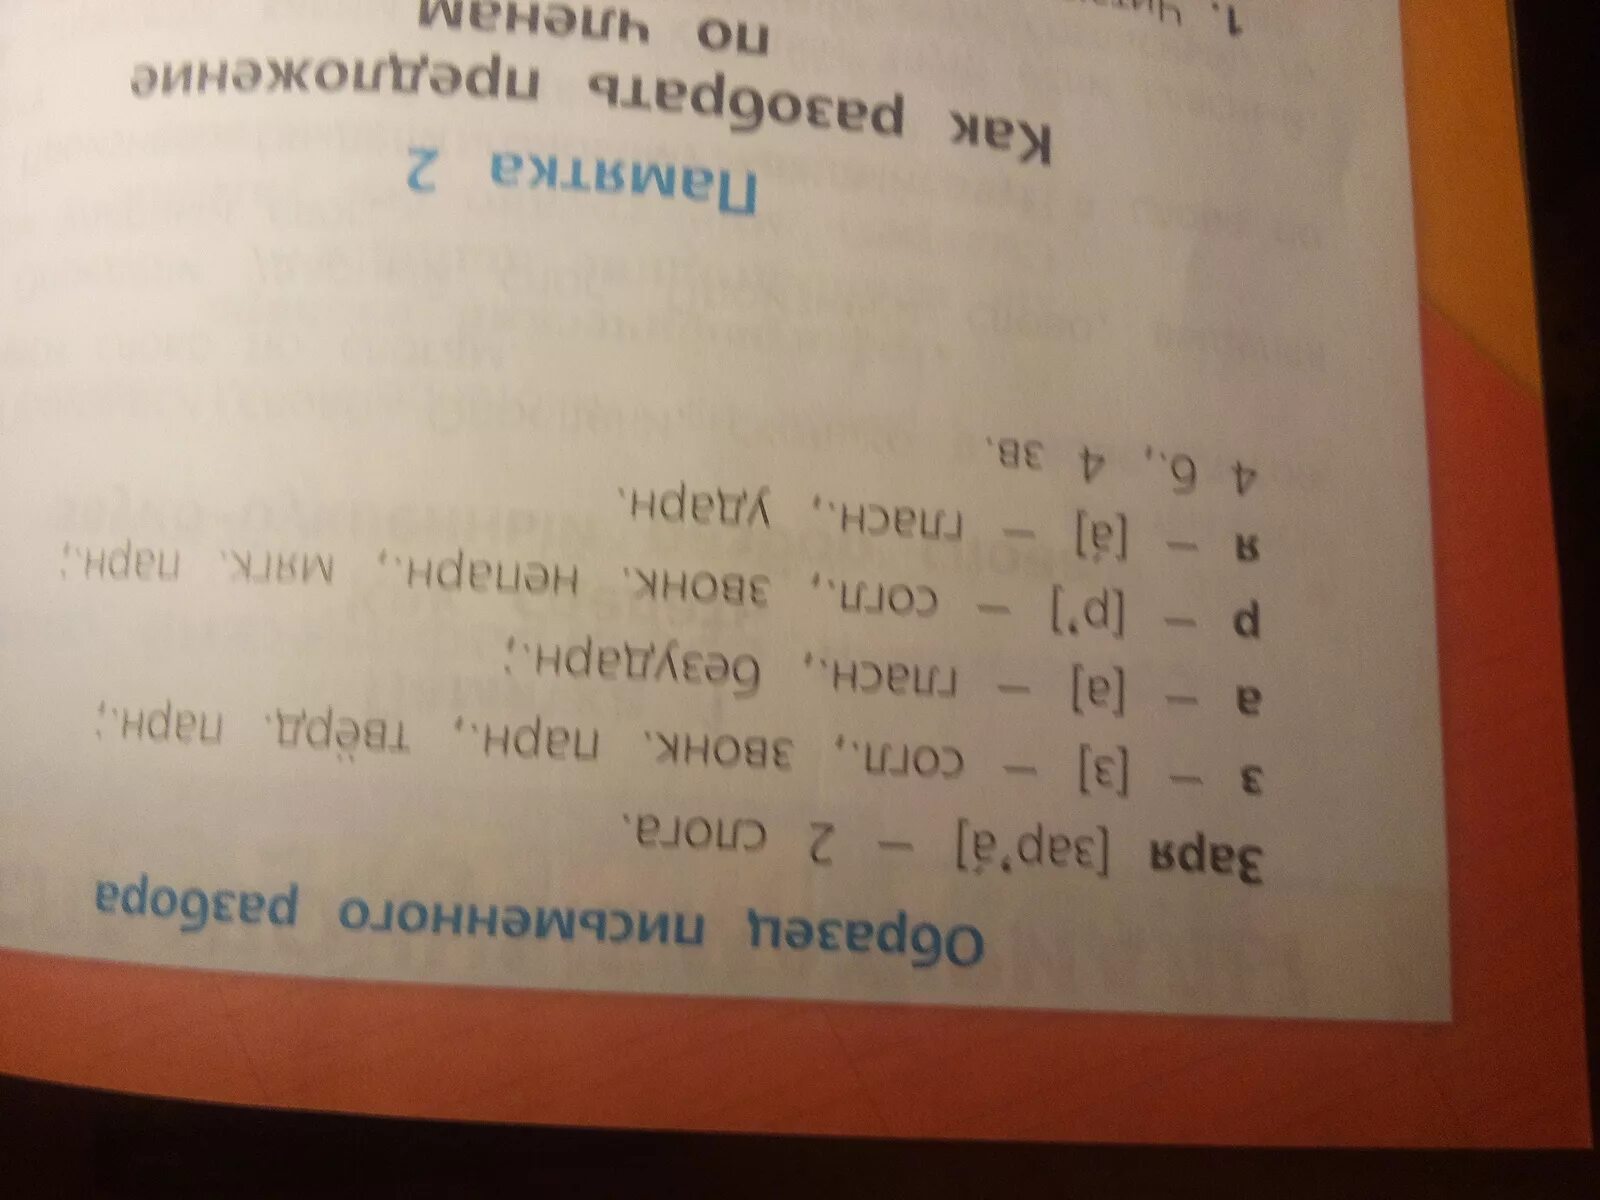 Образец письменного разбора
Заря [зар’á] – 2 слога.
з – [з] – согл., звонк. парн., твёрд. парн.;
а – [а] – гласн., безударн.;
р – [р’] – согл., звонк. непарн., мягк. парн.;
я – [á] – гласн., ударн.
4 б., 4 зв.
Памятка 2
Как разобрать предложение
по членам
1.